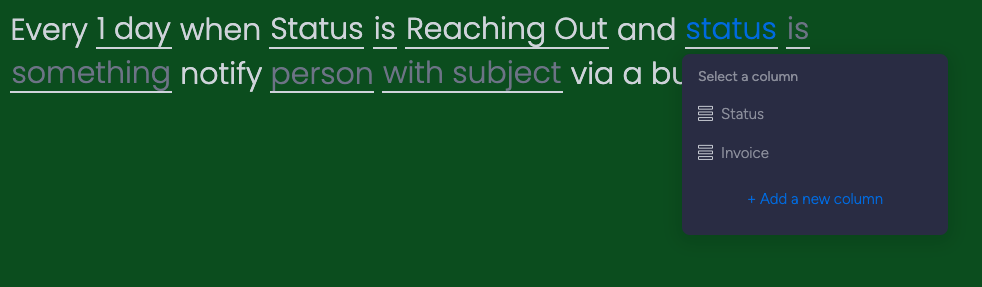 Every 1 day when Status is Reaching Out and status is
something notify person with subject via a bu
Select a column
Status
Invoice
+ Add a new column